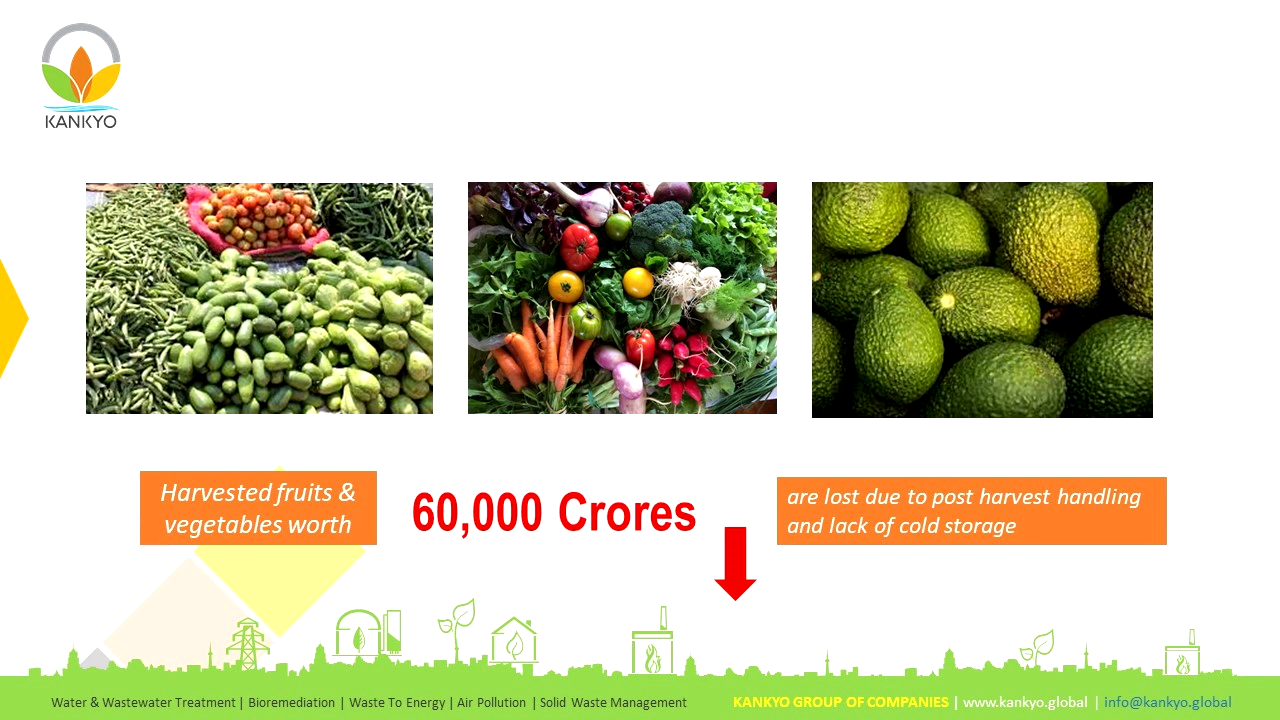 KANKYO
Harvested fruits &
vegetables worth
60,000 Crores
are lost due to post harvest handling
and lack of cold storage
Water & Wastewater Treatment | Bioremediation | Waste To Energy | Air Pollution | Solid Waste Management
KANKYO GROUP OF COMPANIES | www.kankyo.global | info@kankyo.global